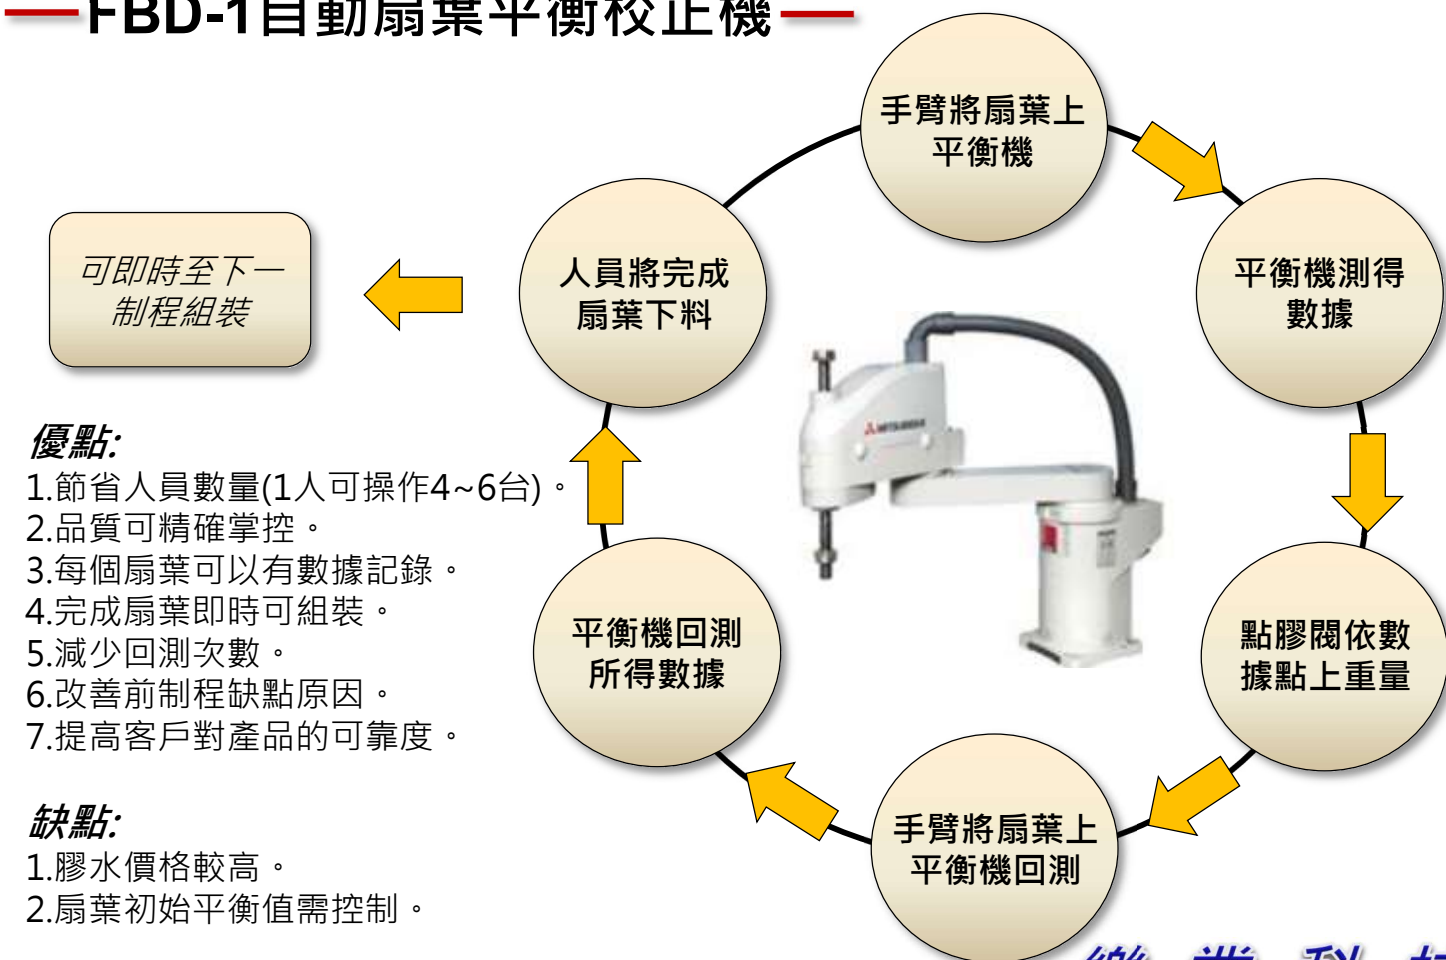 FBD-1自動扇葉平衡校正機
手臂將扇葉上
平衡機
平衡機測得
數據
點膠閥依數
據點上重量
手臂將扇葉上
平衡機回測
平衡機回測
所得數據
人員將完成
扇葉下料
可即時至下一
制程組裝
MITSUBISHI
優點:
1.節省人員數量(1人可操作4~6台)。
2.品質可精確掌控。
3.每個扇葉可以有數據記錄。
4.完成扇葉即時可組裝。
5.減少回測次數。
6.改善前制程缺點原因。
7.提高客戶對產品的可靠度。
缺點:
1.膠水價格較高。
2.扇葉初始平衡值需控制。